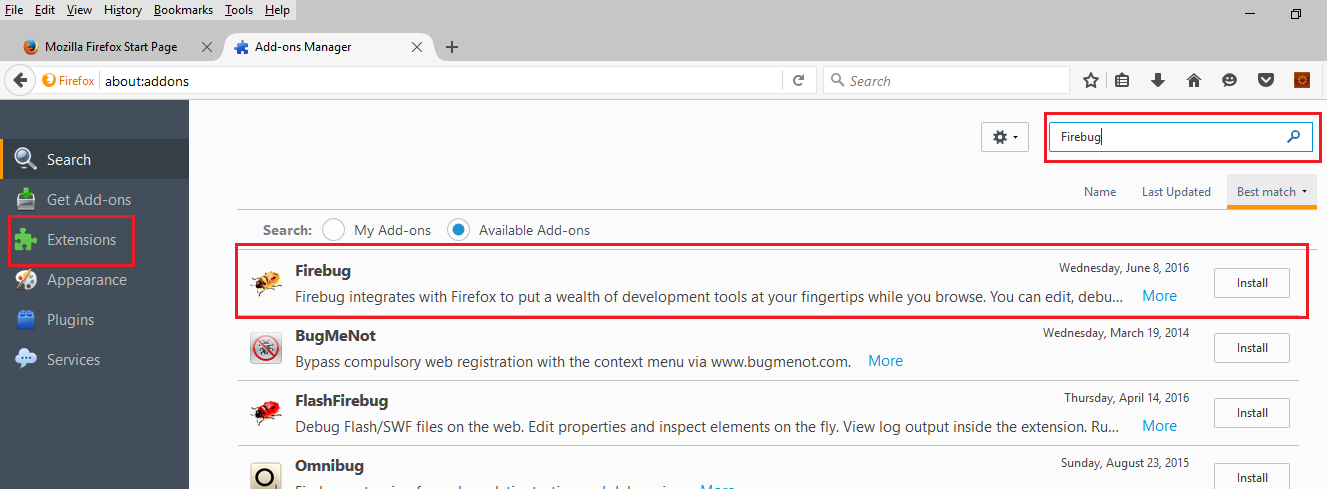 File Edit View History Bookmarks Tools Help
Mozilla Firefox Start Page Add-ons Manager
Firefox about:addons Search
Firebug
Search
Get Add-ons
Extensions
Appearance
Plugins
Services
Name Last Updated Best match
Search: My Add-ons Available Add-ons
Firebug Wednesday, June 8, 2016
Firebug integrates with Firefox to put a wealth of development tools at your fingertips while you browse. You can edit, debu... More Install
BugMeNot Wednesday, March 19, 2014
Bypass compulsory web registration with the context menu via www.bugmenot.com. More Install
FlashFirebug Thursday, April 14, 2016
Debug Flash/SWF files on the web. Edit properties and inspect elements on the fly. View log output inside the extension. Ru... More Install
Omnibug Sunday, August 23, 2015
Install